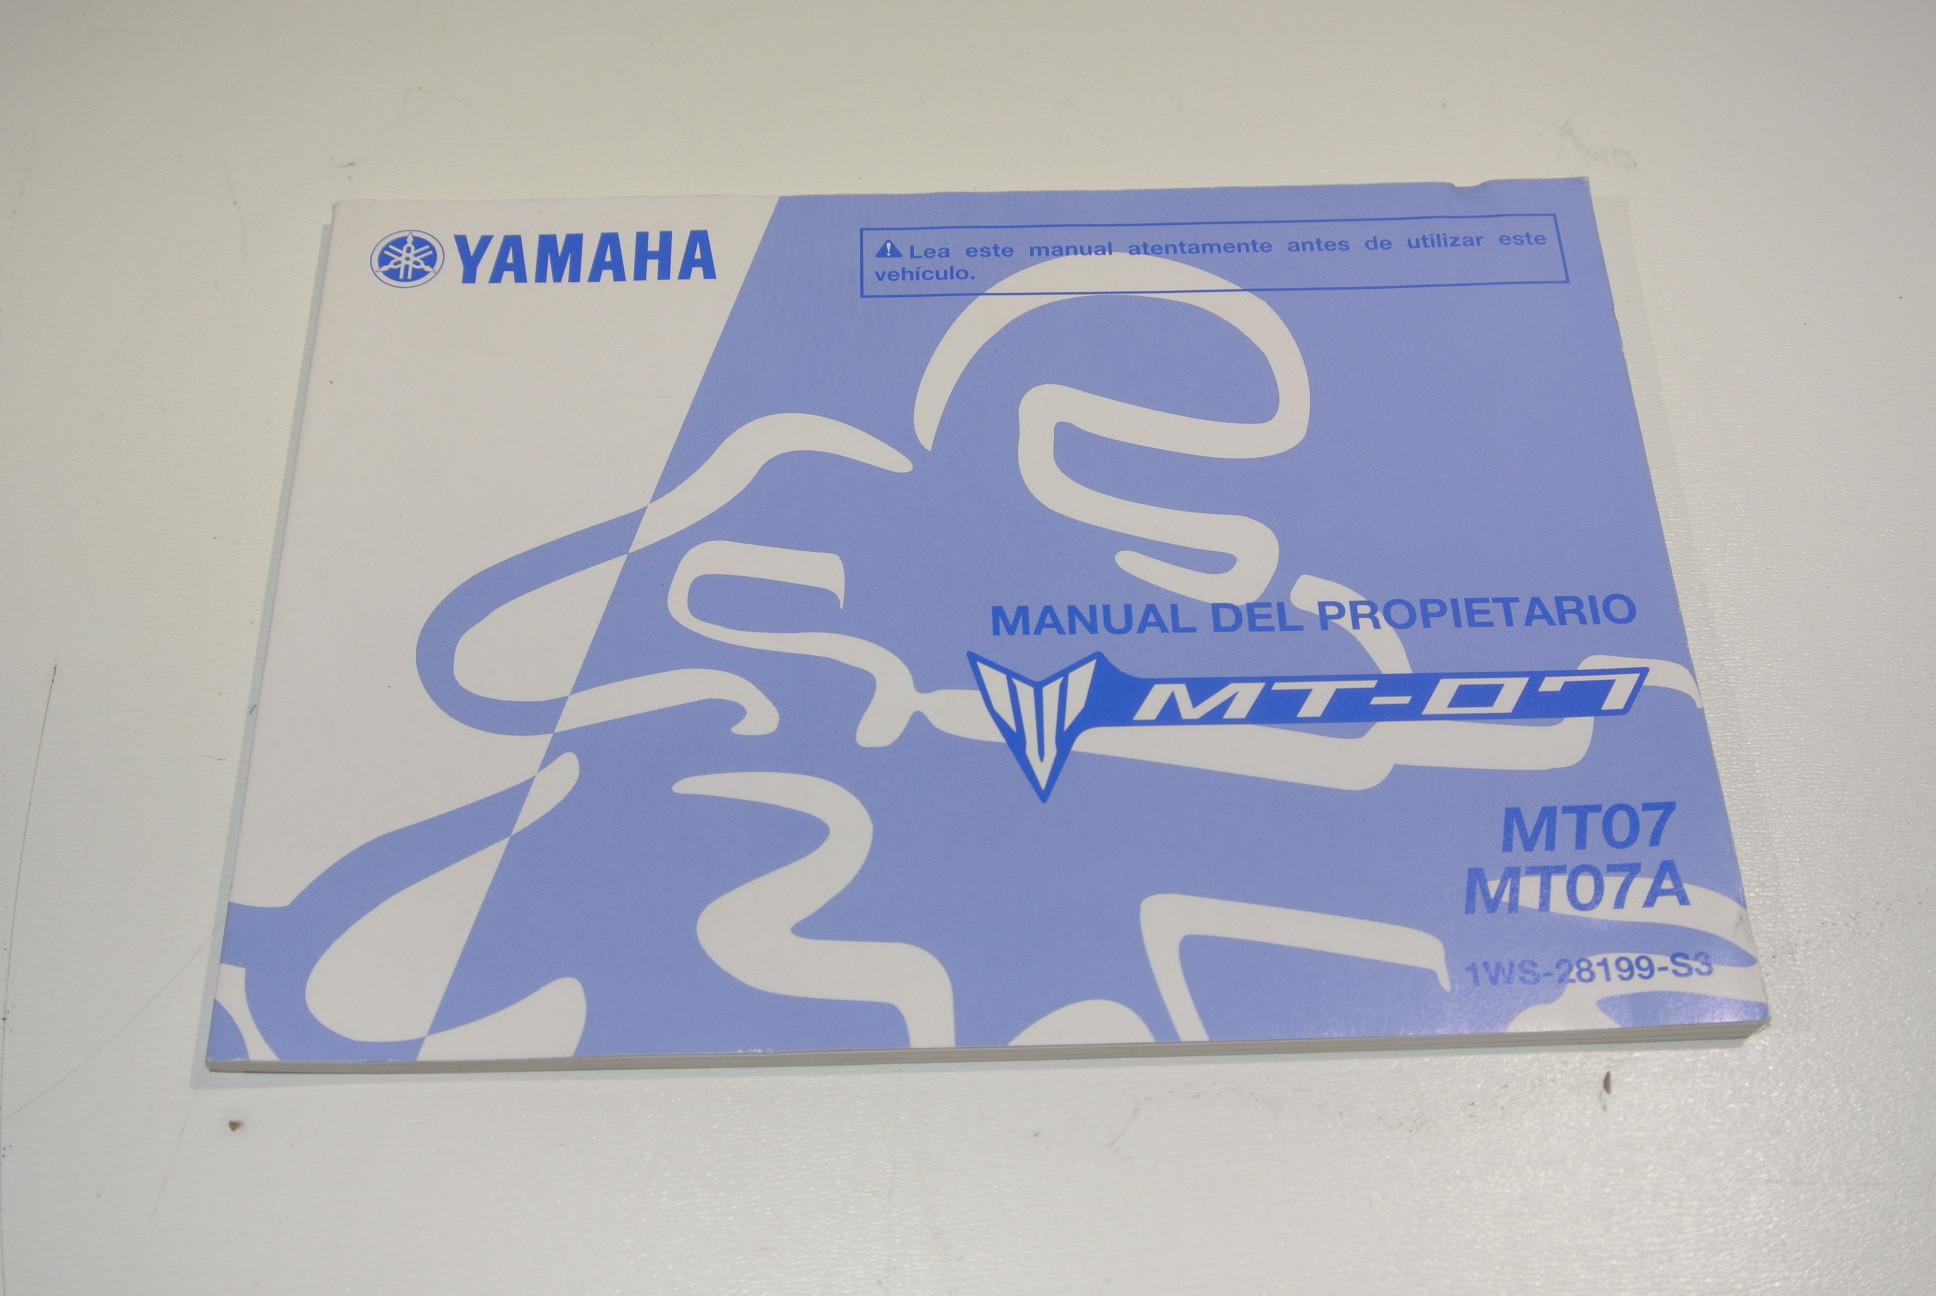 YAMAHA
Lea este manual atentamente antes de utilizar este
vehículo.
MANUAL DEL PROPIETARIO
MT-07
MT07
MT07A
1WS-28199-S3